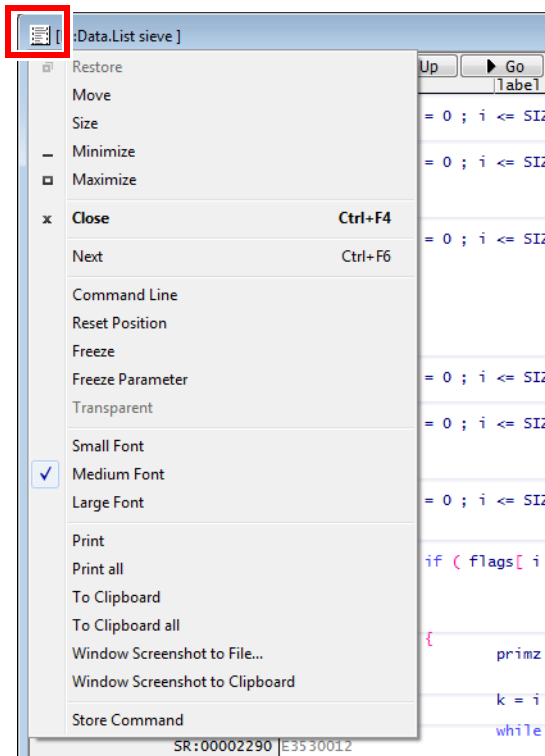 [ :Data.List sieve ]
Restore
Up Go
label
Move
= 0 ; i <= SIZ
Size
Minimize
= 0 ; i <= SIZ
Maximize
Close Ctrl+F4
= 0 ; i <= SIZ
Next Ctrl+F6
Command Line
Reset Position
Freeze
Freeze Parameter
= 0 ; i <= SIZ
Transparent
= 0 ; i <= SIZ
Small Font
Medium Font
Large Font
= 0 ; i <= SIZ
Print
if ( flags[ i
Print all
To Clipboard
To Clipboard all
{
Window Screenshot to File...
primz
Window Screenshot to Clipboard
k = i
Store Command
while
SR:00002290 E3530012